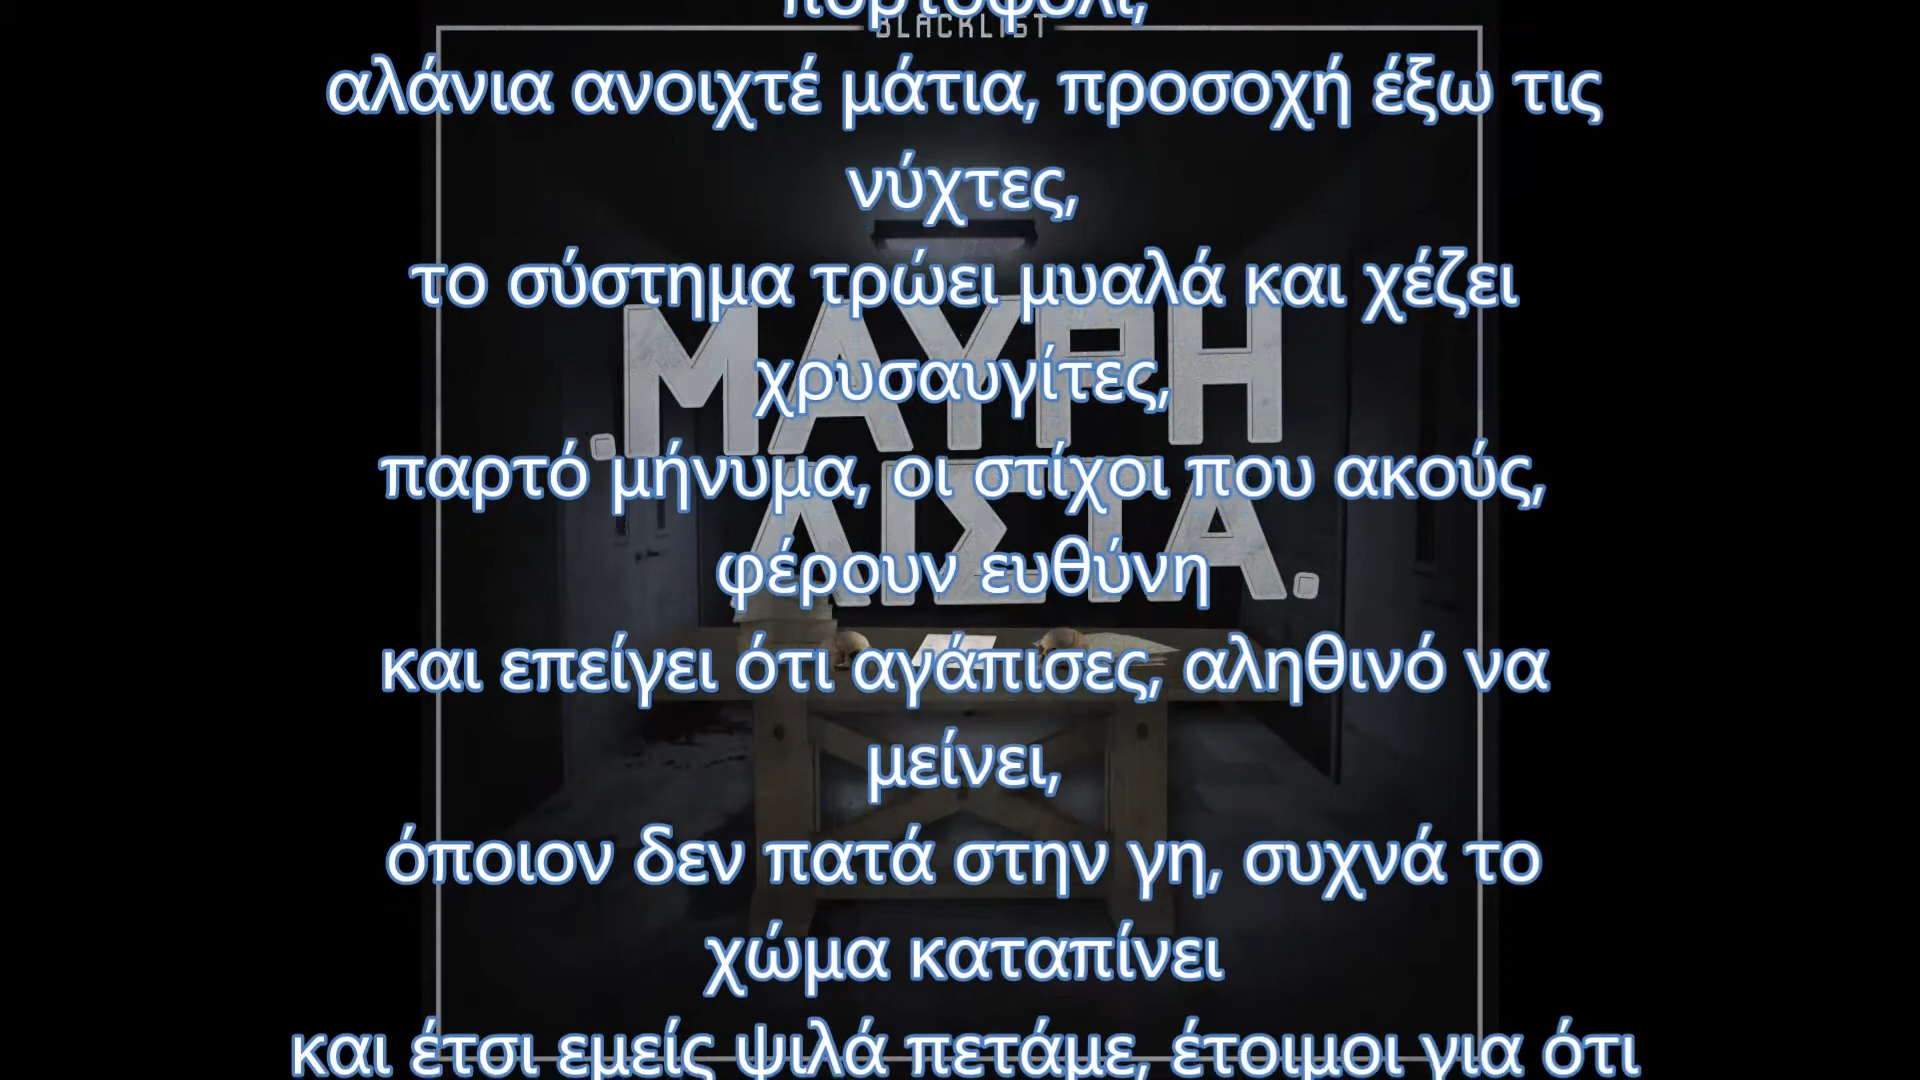 πορτοφόλι,
BLACKLIST
αλάνια ανοιχτέ μάτια, προσοχή έξω τις
νύχτες,
το σύστημα τρώει μυαλά και χέζει
χρυσαυγίτες,
.ΜΑΥΡΗ
παρτό μήνυμα, οι στίχοι που ακούς,
ΛΙΣΤΑ.
φέρουν ευθύνη
και επείγει ότι αγάπισες, αληθινό να
μείνει,
όποιον δεν πατά στην γη, συχνά το
χώμα καταπίνει
και έτσι εμείς ψιλά πετάμε, έτοιμοι για ότι